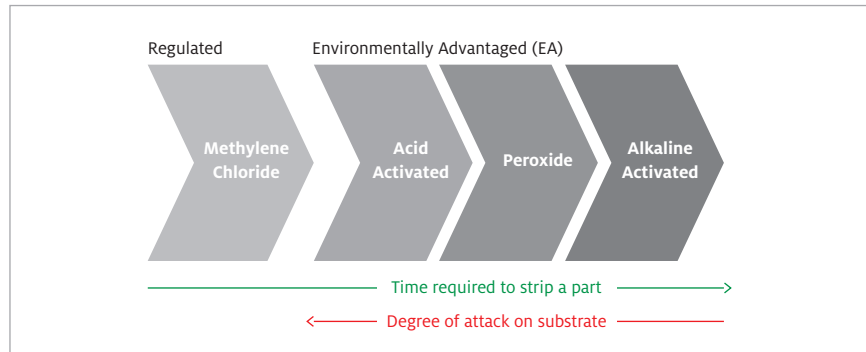 Regulated
Environmentally Advantaged (EA)
Methylene
Chloride
Acid
Activated
Peroxide
Alkaline
Activated
Time required to strip a part
Degree of attack on substrate